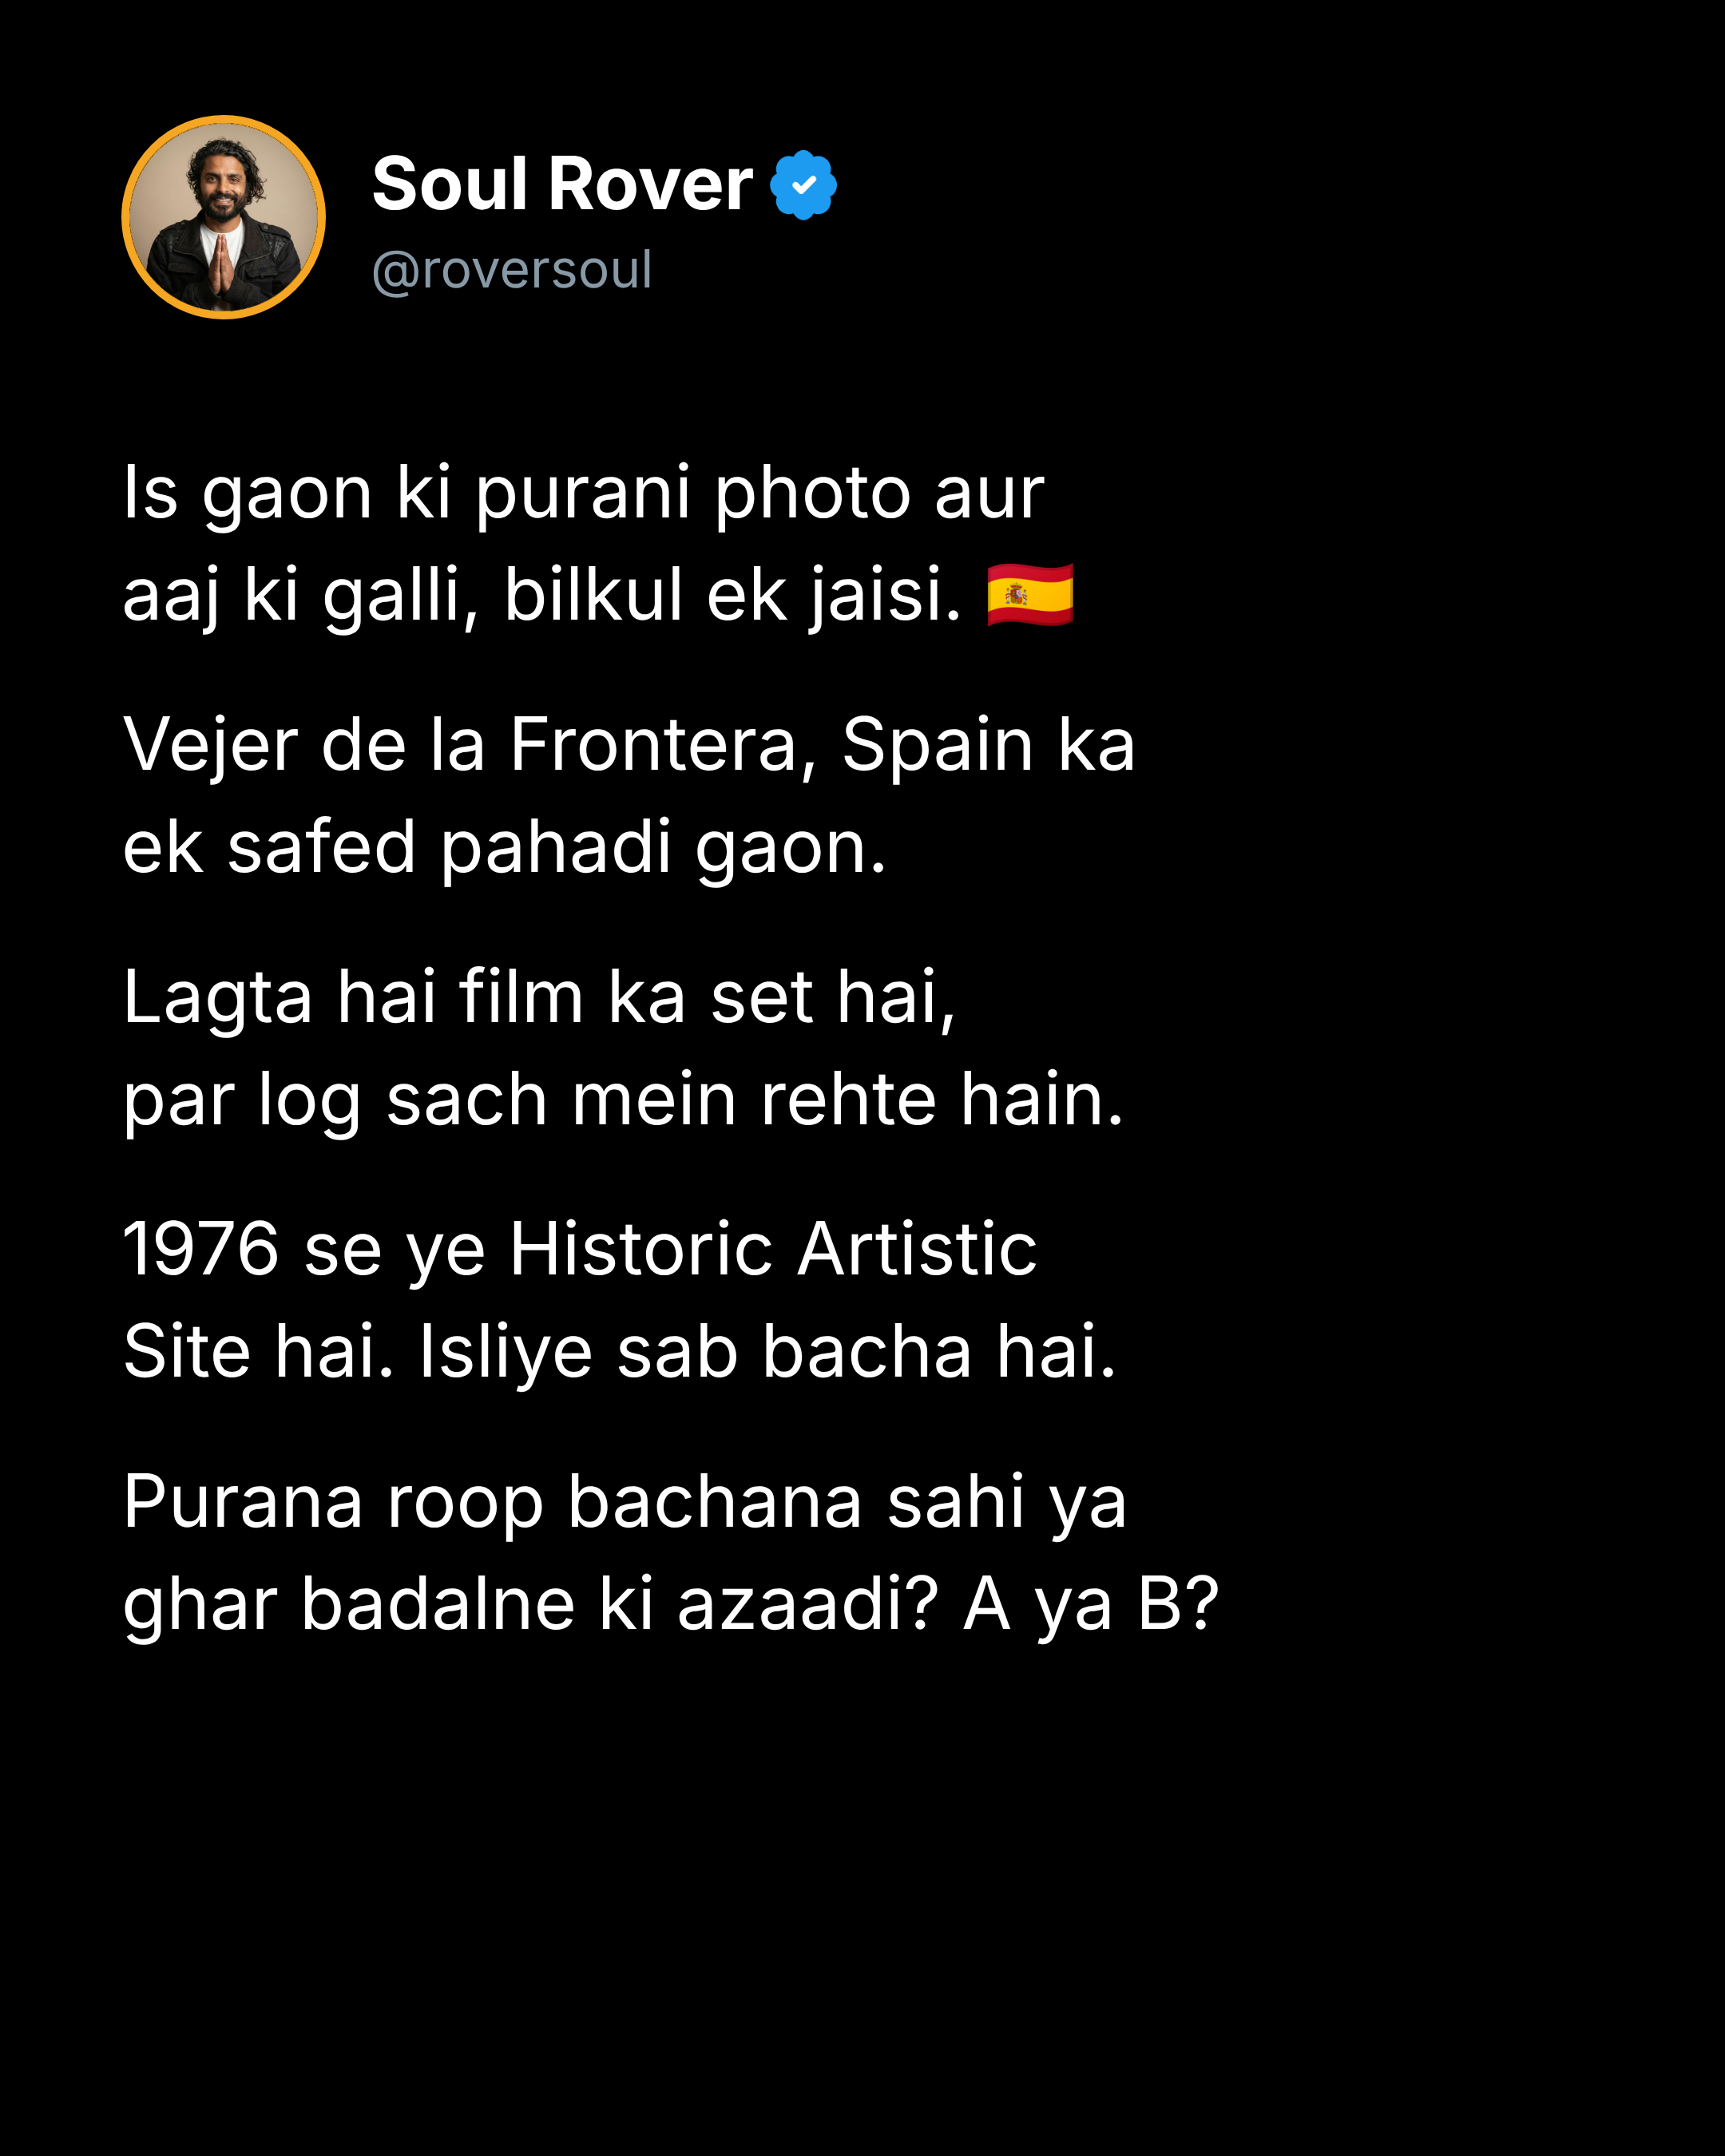 Soul Rover
@roversoul
Is gaon ki purani photo aur
aaj ki galli, bilkul ek jaisi. 🇪🇸
Vejer de la Frontera, Spain ka
ek safed pahadi gaon.
Lagta hai film ka set hai,
par log sach mein rehte hain.
1976 se ye Historic Artistic
Site hai. Isliye sab bacha hai.
Purana roop bachana sahi ya
ghar badalne ki azaadi? A ya B?